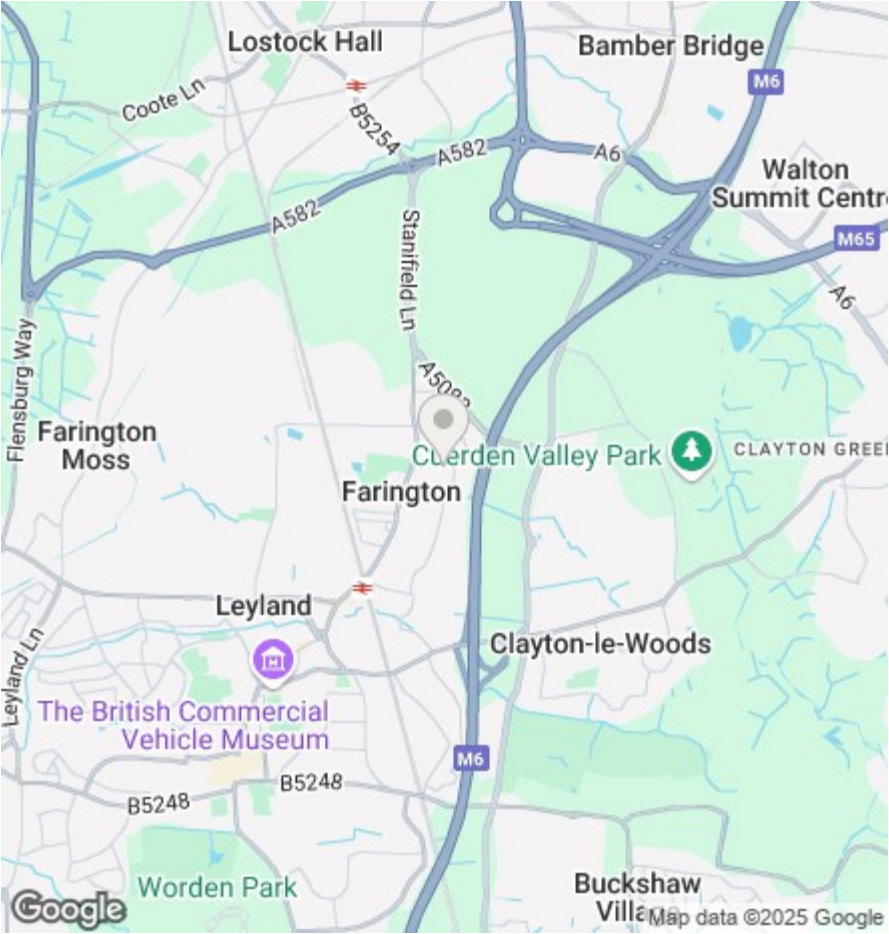 Lostock Hall
Bamber Bridge
M6
Coote Ln
B5254
A582
A6
Walton
Summit Centr
A582
M65
Stanifield Ln
A6
Flensburg Way
Farington
Moss
Cuerden Valley Park
CLAYTON GREE
Farington
Leyland
Clayton-le-Woods
Leyland Ln
The British Commercial
Vehicle Museum
M6
B5248
B5248
Worden Park
Buckshaw
Google
Map data ©2025 Google